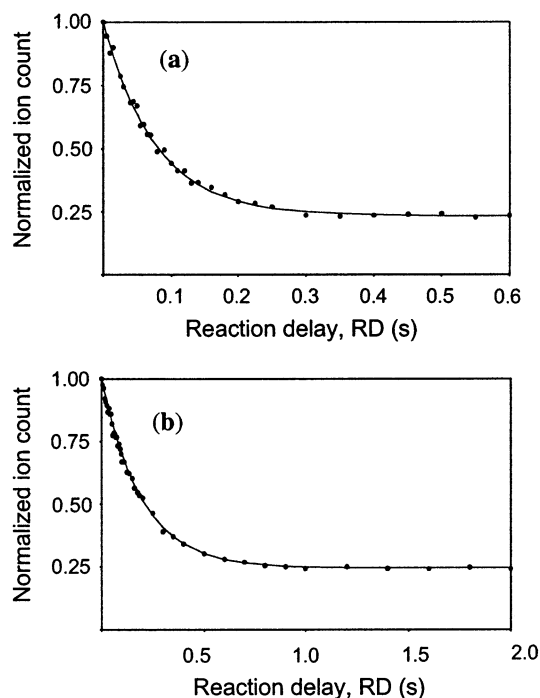 1.00
(a)
0.75
Normalized ion count
0.50
0.25
0.1 0.2 0.3 0.4 0.5 0.6
Reaction delay, RD (s)
1.00
(b)
0.75
Normalized ion count
0.50
0.25
0.5 1.0 1.5 2.0
Reaction delay, RD (s)